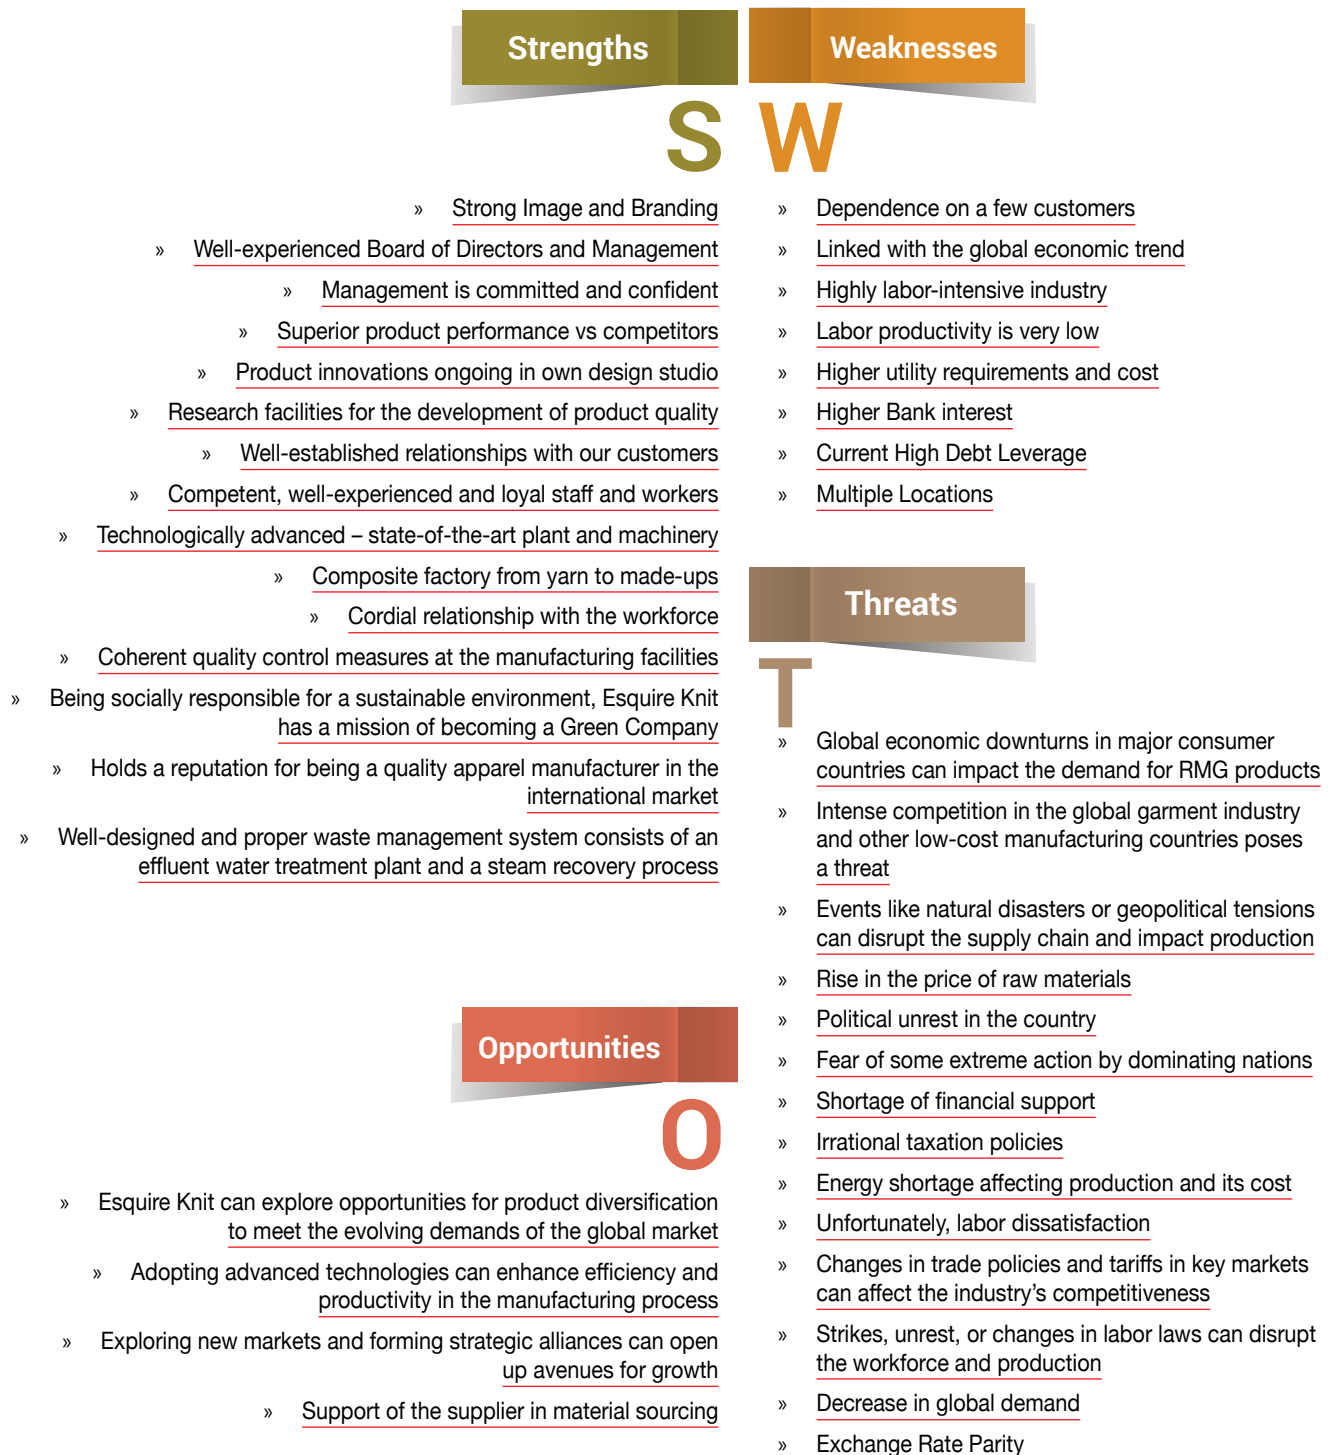 Strengths
S
» Strong Image and Branding
» Well-experienced Board of Directors and Management
» Management is committed and confident
» Superior product performance vs competitors
» Product innovations ongoing in own design studio
» Research facilities for the development of product quality
» Well-established relationships with our customers
» Competent, well-experienced and loyal staff and workers
» Technologically advanced – state-of-the-art plant and machinery
» Composite factory from yarn to made-ups
» Cordial relationship with the workforce
» Coherent quality control measures at the manufacturing facilities
» Being socially responsible for a sustainable environment, Esquire Knit
has a mission of becoming a Green Company
» Holds a reputation for being a quality apparel manufacturer in the
international market
» Well-designed and proper waste management system consists of an
effluent water treatment plant and a steam recovery process
Weaknesses
W
» Dependence on a few customers
» Linked with the global economic trend
» Highly labor-intensive industry
» Labor productivity is very low
» Higher utility requirements and cost
» Higher Bank interest
» Current High Debt Leverage
» Multiple Locations
Opportunities
O
» Esquire Knit can explore opportunities for product diversification
to meet the evolving demands of the global market
» Adopting advanced technologies can enhance efficiency and
productivity in the manufacturing process
» Exploring new markets and forming strategic alliances can open
up avenues for growth
» Support of the supplier in material sourcing
Threats
T
» Global economic downturns in major consumer
countries can impact the demand for RMG products
» Intense competition in the global garment industry
and other low-cost manufacturing countries poses
a threat
» Events like natural disasters or geopolitical tensions
can disrupt the supply chain and impact production
» Rise in the price of raw materials
» Political unrest in the country
» Fear of some extreme action by dominating nations
» Shortage of financial support
» Irrational taxation policies
» Energy shortage affecting production and its cost
» Unfortunately, labor dissatisfaction
» Changes in trade policies and tariffs in key markets
can affect the industry’s competitiveness
» Strikes, unrest, or changes in labor laws can disrupt
the workforce and production
» Decrease in global demand
» Exchange Rate Parity